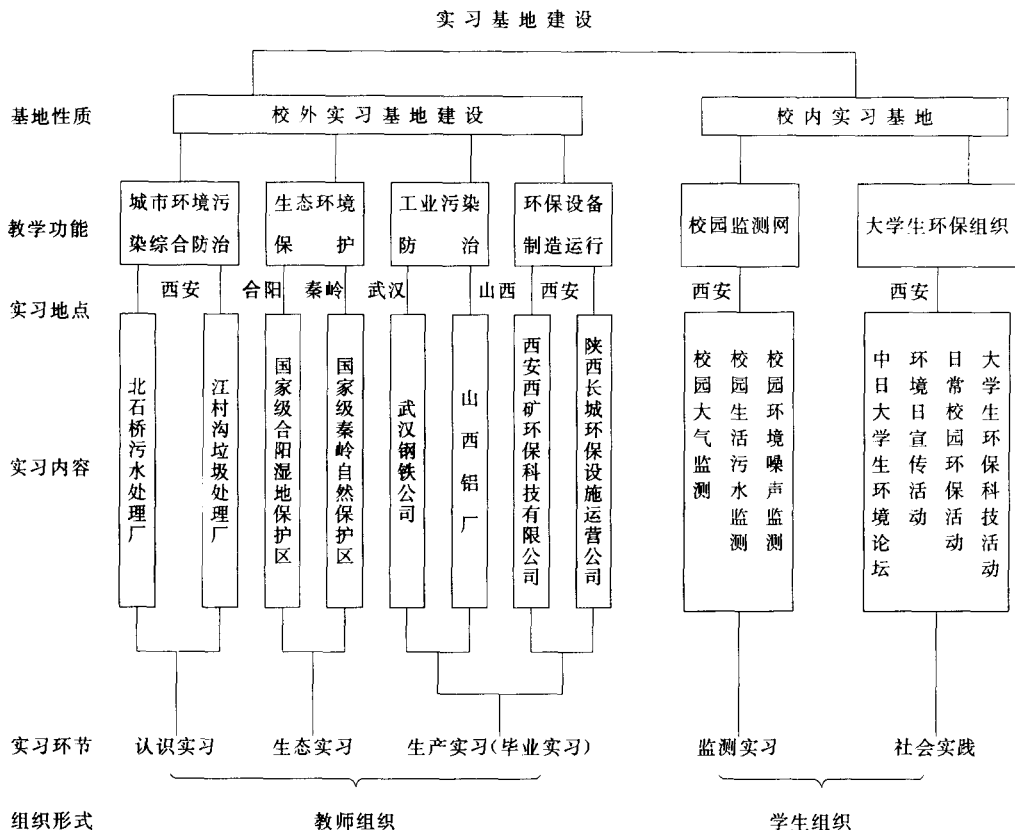 实习基地建设
基地性质
校外实习基地建设
校内实习基地
教学功能
城市环境污
染综合防治
生态环境
保护
工业污染
防治
环保设备
制造运行
校园监测网
大学生环保组织
实习地点
西安
合阳
秦岭
武汉
山西
西安
西安
西安
实习内容
北石桥污水处理厂
江村沟垃圾处理厂
国家级合阳湿地保护区
国家级秦岭自然保护区
武汉钢铁公司
山西铝厂
西安西矿环保科技有限公司
陕西长城环保设施运营公司
校园大气监测
校园生活污水监测
校园环境噪声监测
中日大学生环境论坛
环境日宣传活动
日常校园环保活动
大学生环保科技活动
实习环节
认识实习
生态实习
生产实习(毕业实习)
监测实习
社会实践
组织形式
教师组织
学生组织